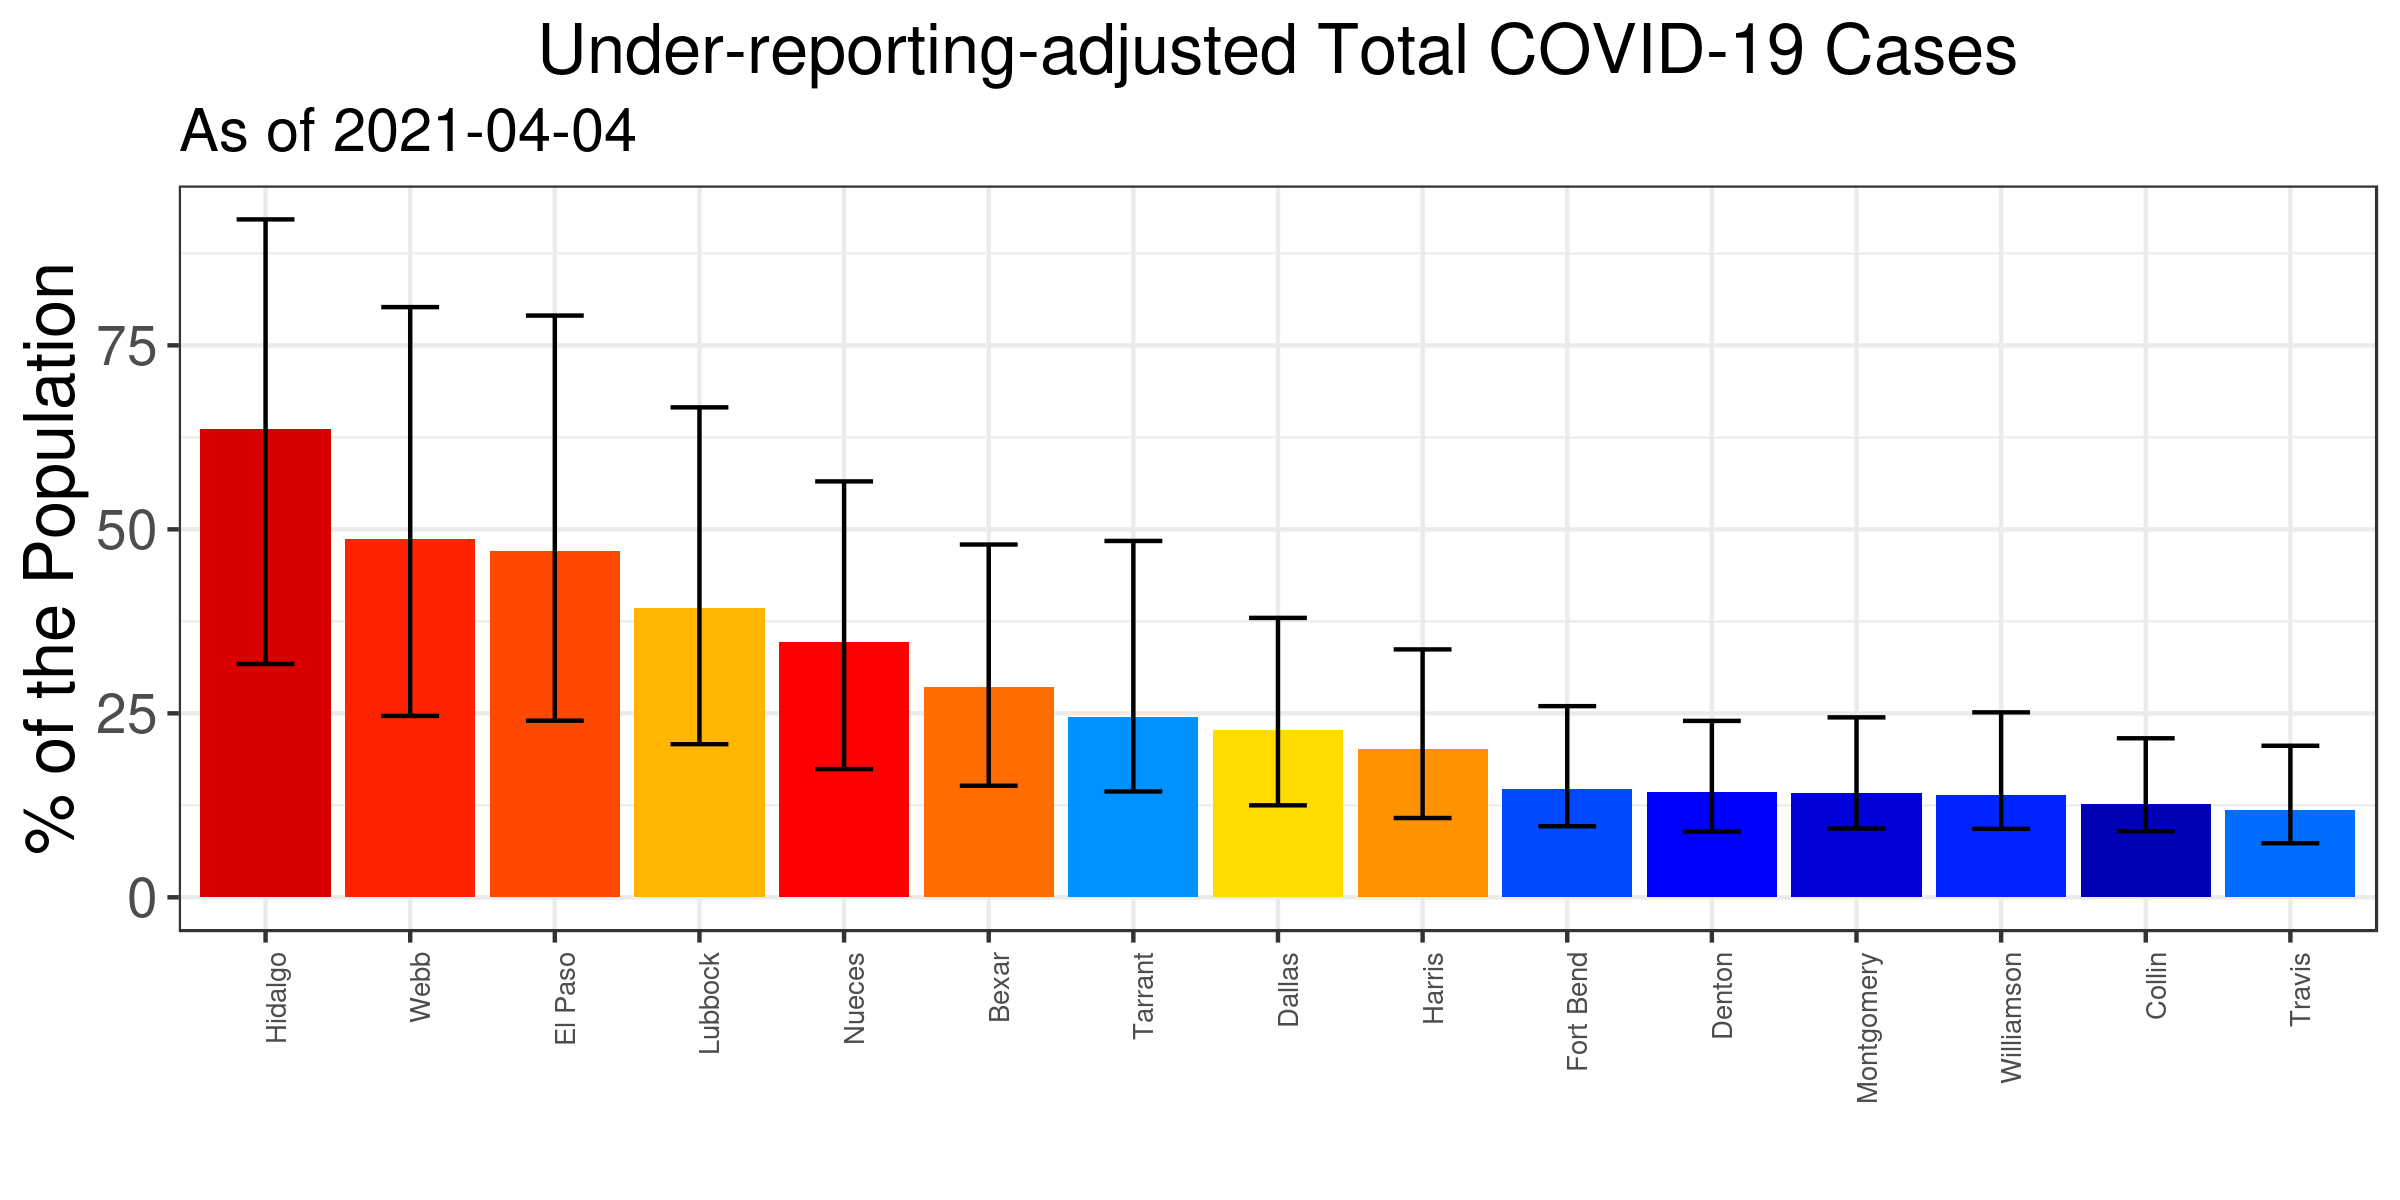 Under-reporting-adjusted Total COVID-19 Cases
As of 2021-04-04
% of the Population
75
50
25
0
Hidalgo
Webb
El Paso
Lubbock
Nueces
Bexar
Tarrant
Dallas
Harris
Fort Bend
Denton
Montgomery
Williamson
Collin
Travis